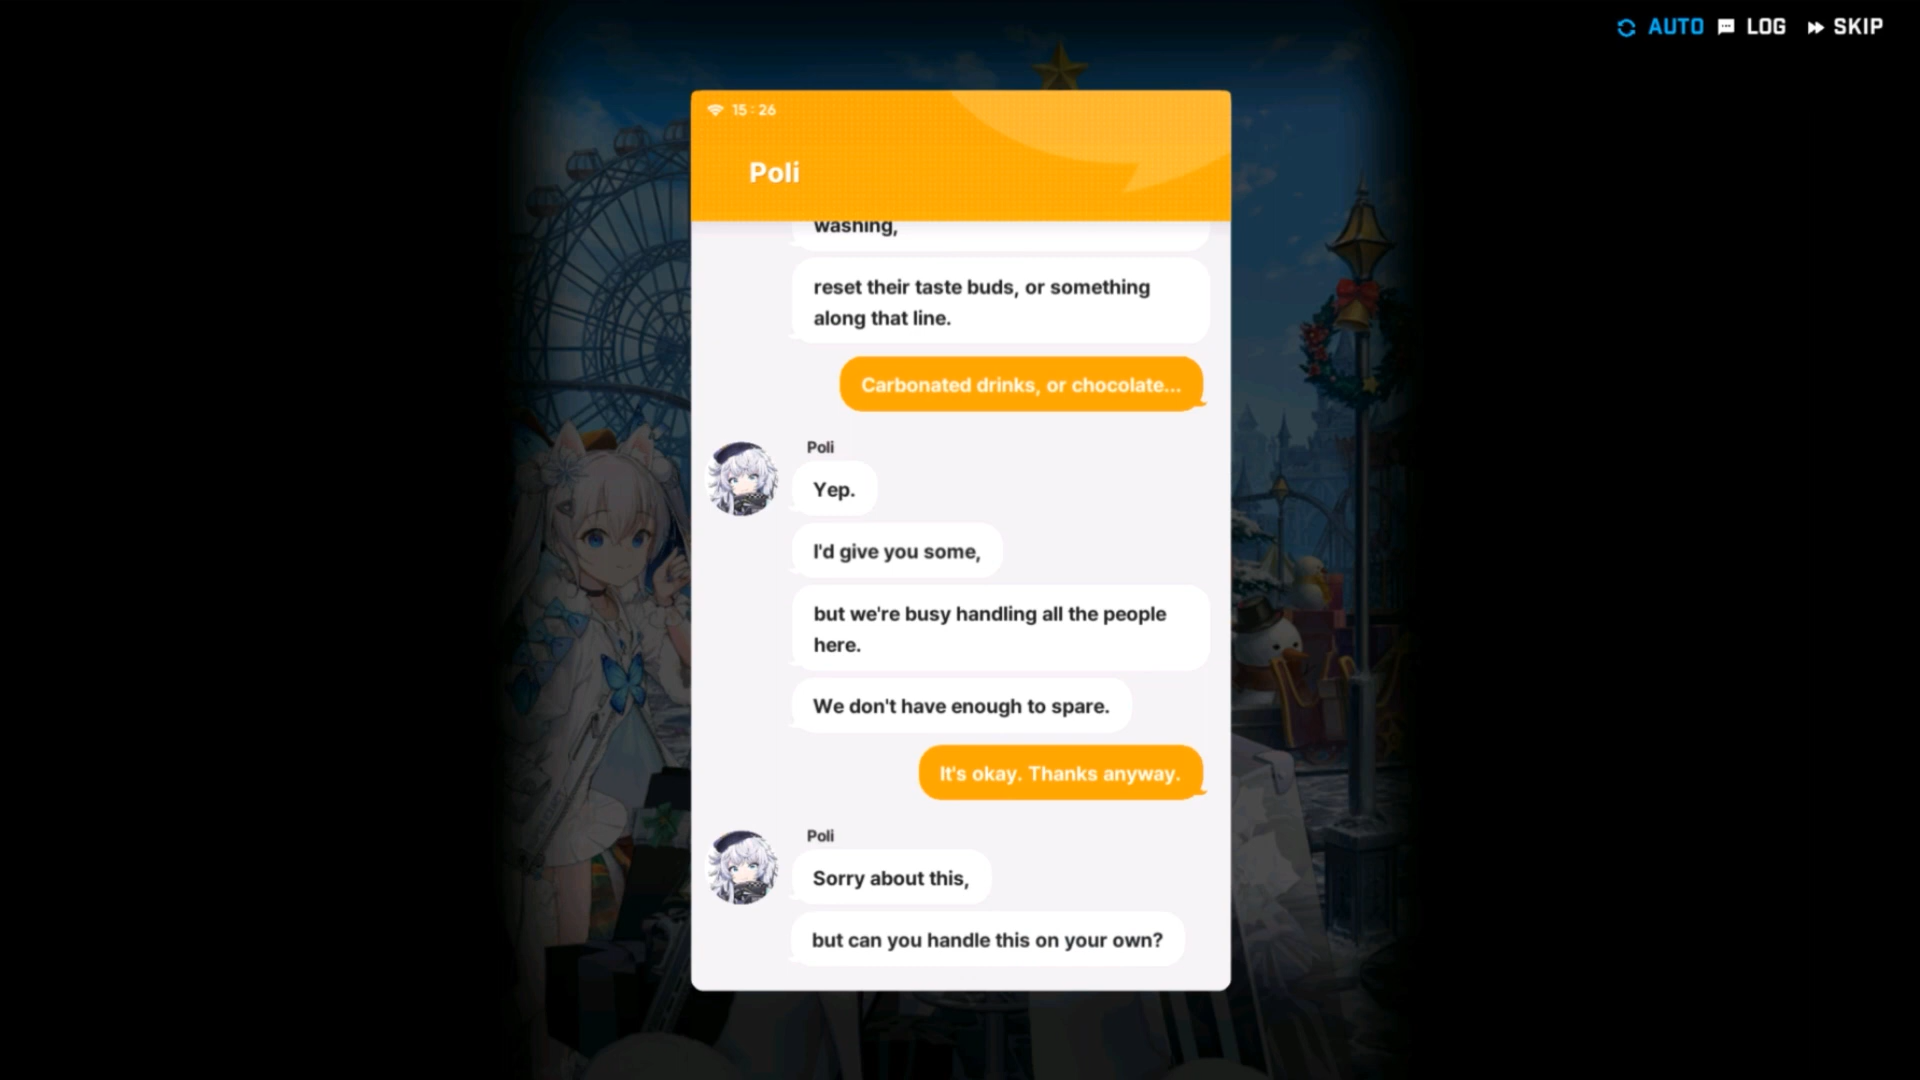 AUTO LOG SKIP
15:26
Poli
washing,
reset their taste buds, or something
along that line.
Carbonated drinks, or chocolate...
Poli
Yep.
I'd give you some,
but we're busy handling all the people
here.
We don't have enough to spare.
It's okay. Thanks anyway.
Poli
Sorry about this,
but can you handle this on your own?